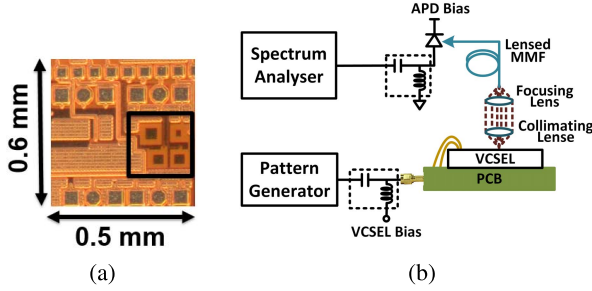 (a)
0.6 mm
0.5 mm
(b)
APD Bias
Spectrum
Analyser
Lensed
MMF
Focusing
Lens
Collimating
Lense
VCSEL
PCB
Pattern
Generator
VCSEL Bias